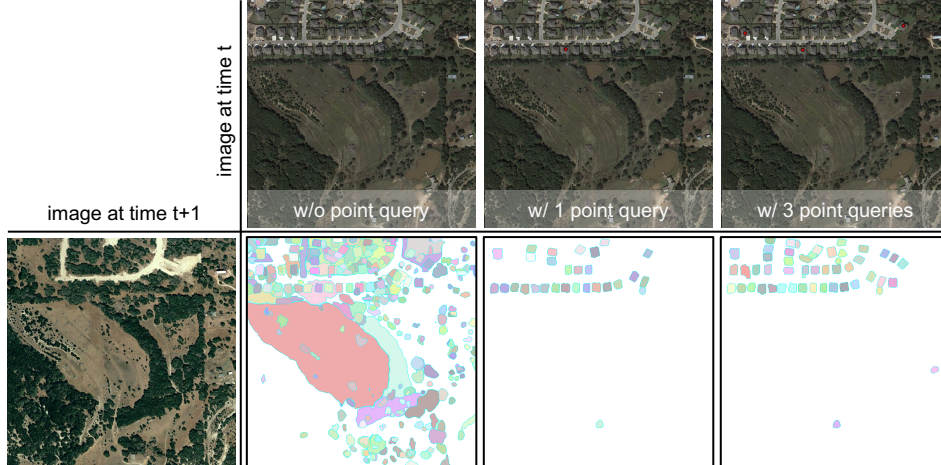 image at time t
image at time t+1
w/o point query
w/ 1 point query
w/ 3 point queries